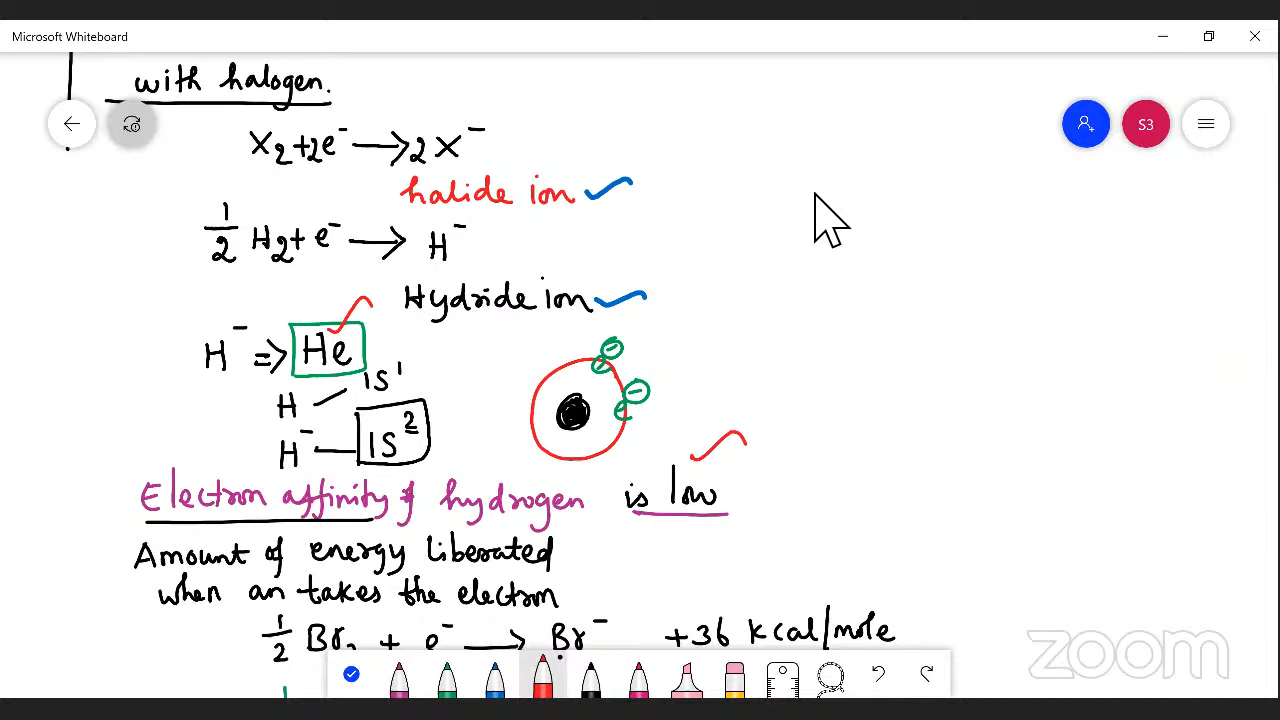 Microsoft Whiteboard
with halogen.
X₂ + 2e⁻ ⟶ 2X⁻
S3
halide ion ✓
1/2 H₂ + e⁻ ⟶ H⁻
Hydride ion ✓
H⁻ ⇒ He ✓
H — 1S¹
H⁻ — 1S²
Electron affinity of hydrogen is low ✓
Amount of energy liberated
when an takes the electron
1/2 Br₂ + e⁻ ⟶ Br⁻ +36 kcal/mole
zoom